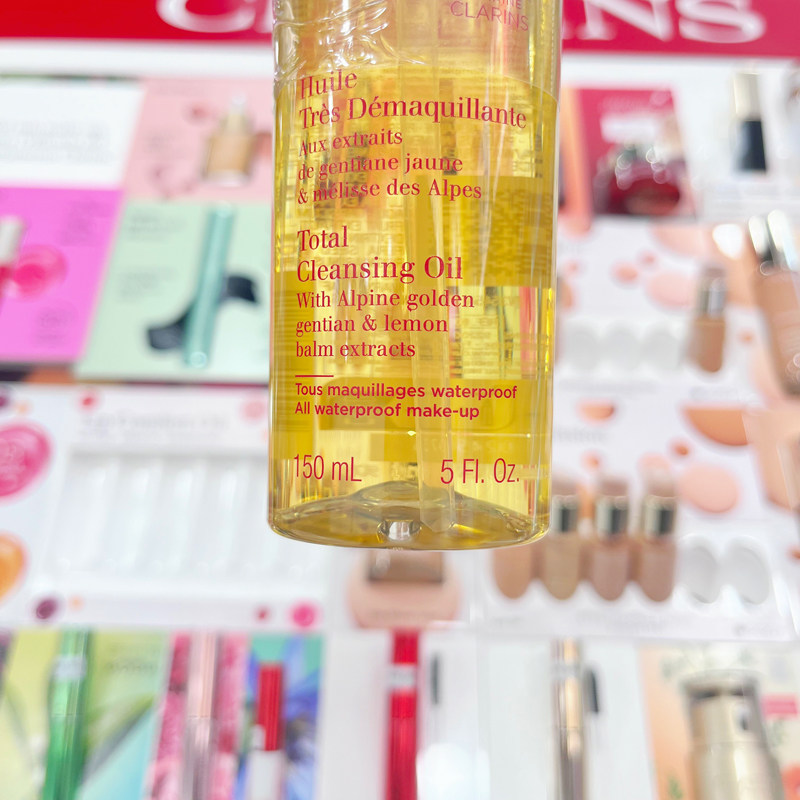 CLARINS
Huile
Très Démaquillante
Aux extraits
de gentiane jaune
& mélisse des Alpes
Total
Cleansing Oil
With Alpine golden
gentian & lemon
balm extracts
Tous maquillages waterproof
All waterproof make-up
150 mL 5 Fl. Oz.